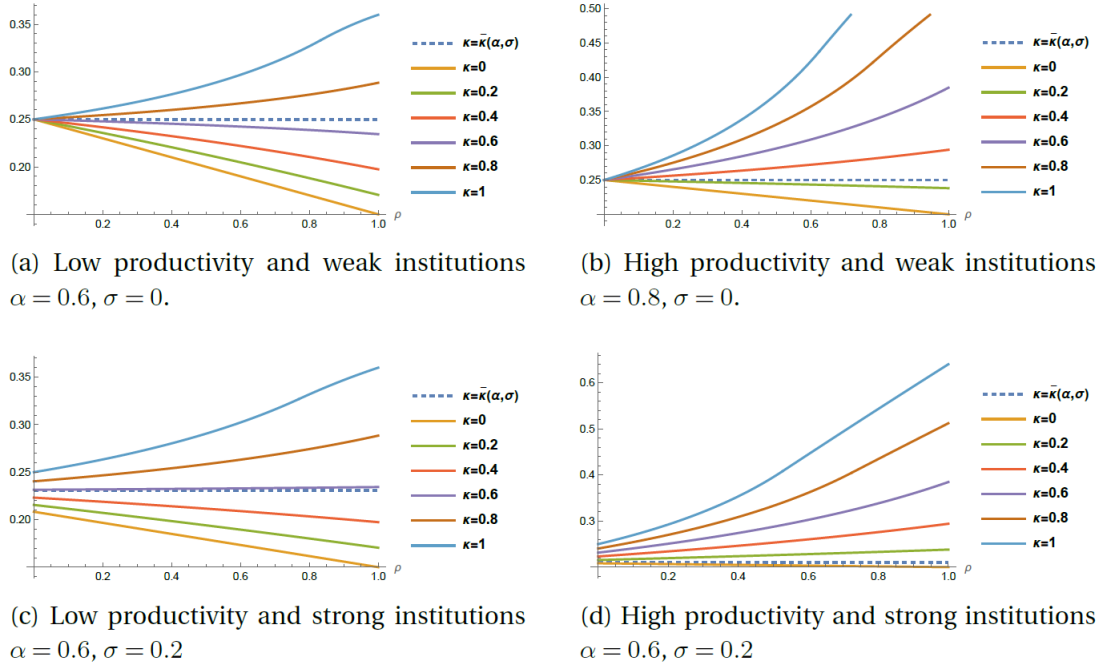 0.35
0.30
0.25
0.20
0.2 0.4 0.6 0.8 1.0
ρ
κ=κ̄(α,σ)
κ=0
κ=0.2
κ=0.4
κ=0.6
κ=0.8
κ=1
(a) Low productivity and weak institutions
α = 0.6, σ = 0.
0.50
0.45
0.40
0.35
0.30
0.25
0.2 0.4 0.6 0.8 1.0
ρ
κ=κ̄(α,σ)
κ=0
κ=0.2
κ=0.4
κ=0.6
κ=0.8
κ=1
(b) High productivity and weak institutions
α = 0.8, σ = 0.
0.35
0.30
0.25
0.20
0.2 0.4 0.6 0.8 1.0
ρ
κ=κ̄(α,σ)
κ=0
κ=0.2
κ=0.4
κ=0.6
κ=0.8
κ=1
(c) Low productivity and strong institutions
α = 0.6, σ = 0.2
0.6
0.5
0.2
0.3
0.2 0.4 0.6 0.8 1.0
ρ
κ=κ̄(α,σ)
κ=0
κ=0.2
κ=0.4
κ=0.6
κ=0.8
κ=1
(d) High productivity and strong institutions
α = 0.6, σ = 0.2